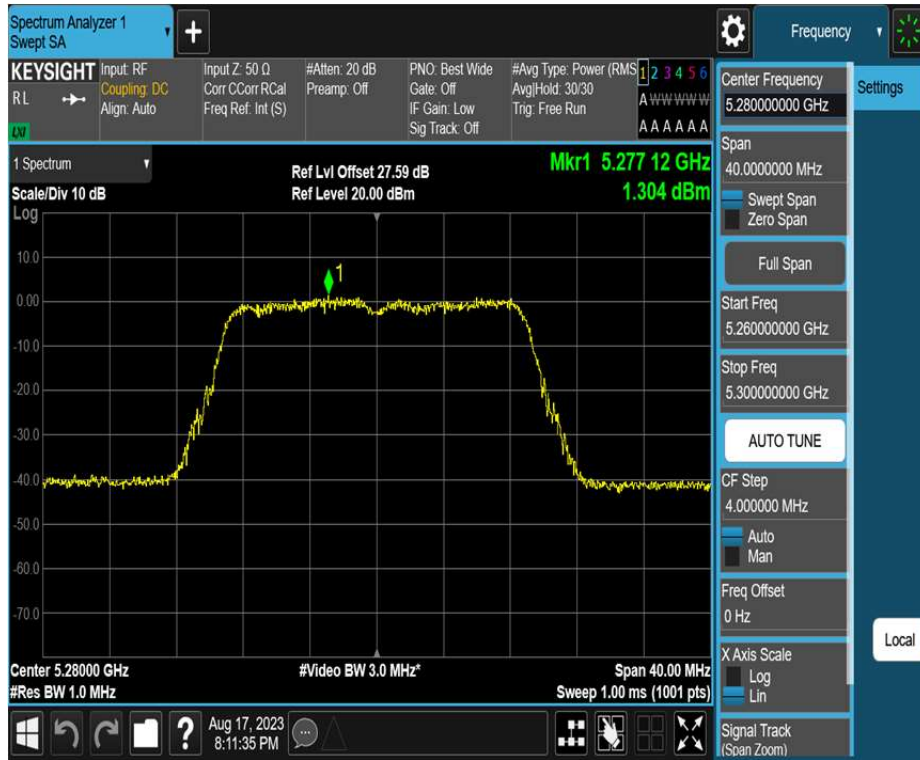 Spectrum Analyzer 1
Swept SA
+
Frequency
KEYSIGHT
RL
LXI
Input: RF
Coupling: DC
Align: Auto
Input Z: 50 Ω
Corr CCorr RCal
Freq Ref: Int (S)
#Atten: 20 dB
Preamp: Off
PNO: Best Wide
Gate: Off
IF Gain: Low
Sig Track: Off
#Avg Type: Power (RMS
Avg|Hold: 30/30
Trig: Free Run
1 2 3 4 5 6
A W W W W W
A A A A A A
1 Spectrum
Scale/Div 10 dB
Log
Ref Lvl Offset 27.59 dB
Ref Level 20.00 dBm
Mkr1 5.277 12 GHz
1.304 dBm
10.0
0.00
-10.0
-20.0
-30.0
-40.0
-50.0
-60.0
-70.0
1
Center 5.28000 GHz
#Res BW 1.0 MHz
#Video BW 3.0 MHz*
Span 40.00 MHz
Sweep 1.00 ms (1001 pts)
?
Aug 17, 2023
8:11:35 PM
Center Frequency
5.280000000 GHz
Span
40.0000000 MHz
Swept Span
Zero Span
Full Span
Start Freq
5.260000000 GHz
Stop Freq
5.300000000 GHz
AUTO TUNE
CF Step
4.000000 MHz
Auto
Man
Freq Offset
0 Hz
X Axis Scale
Log
Lin
Signal Track
(Span Zoom)
Settings
Local